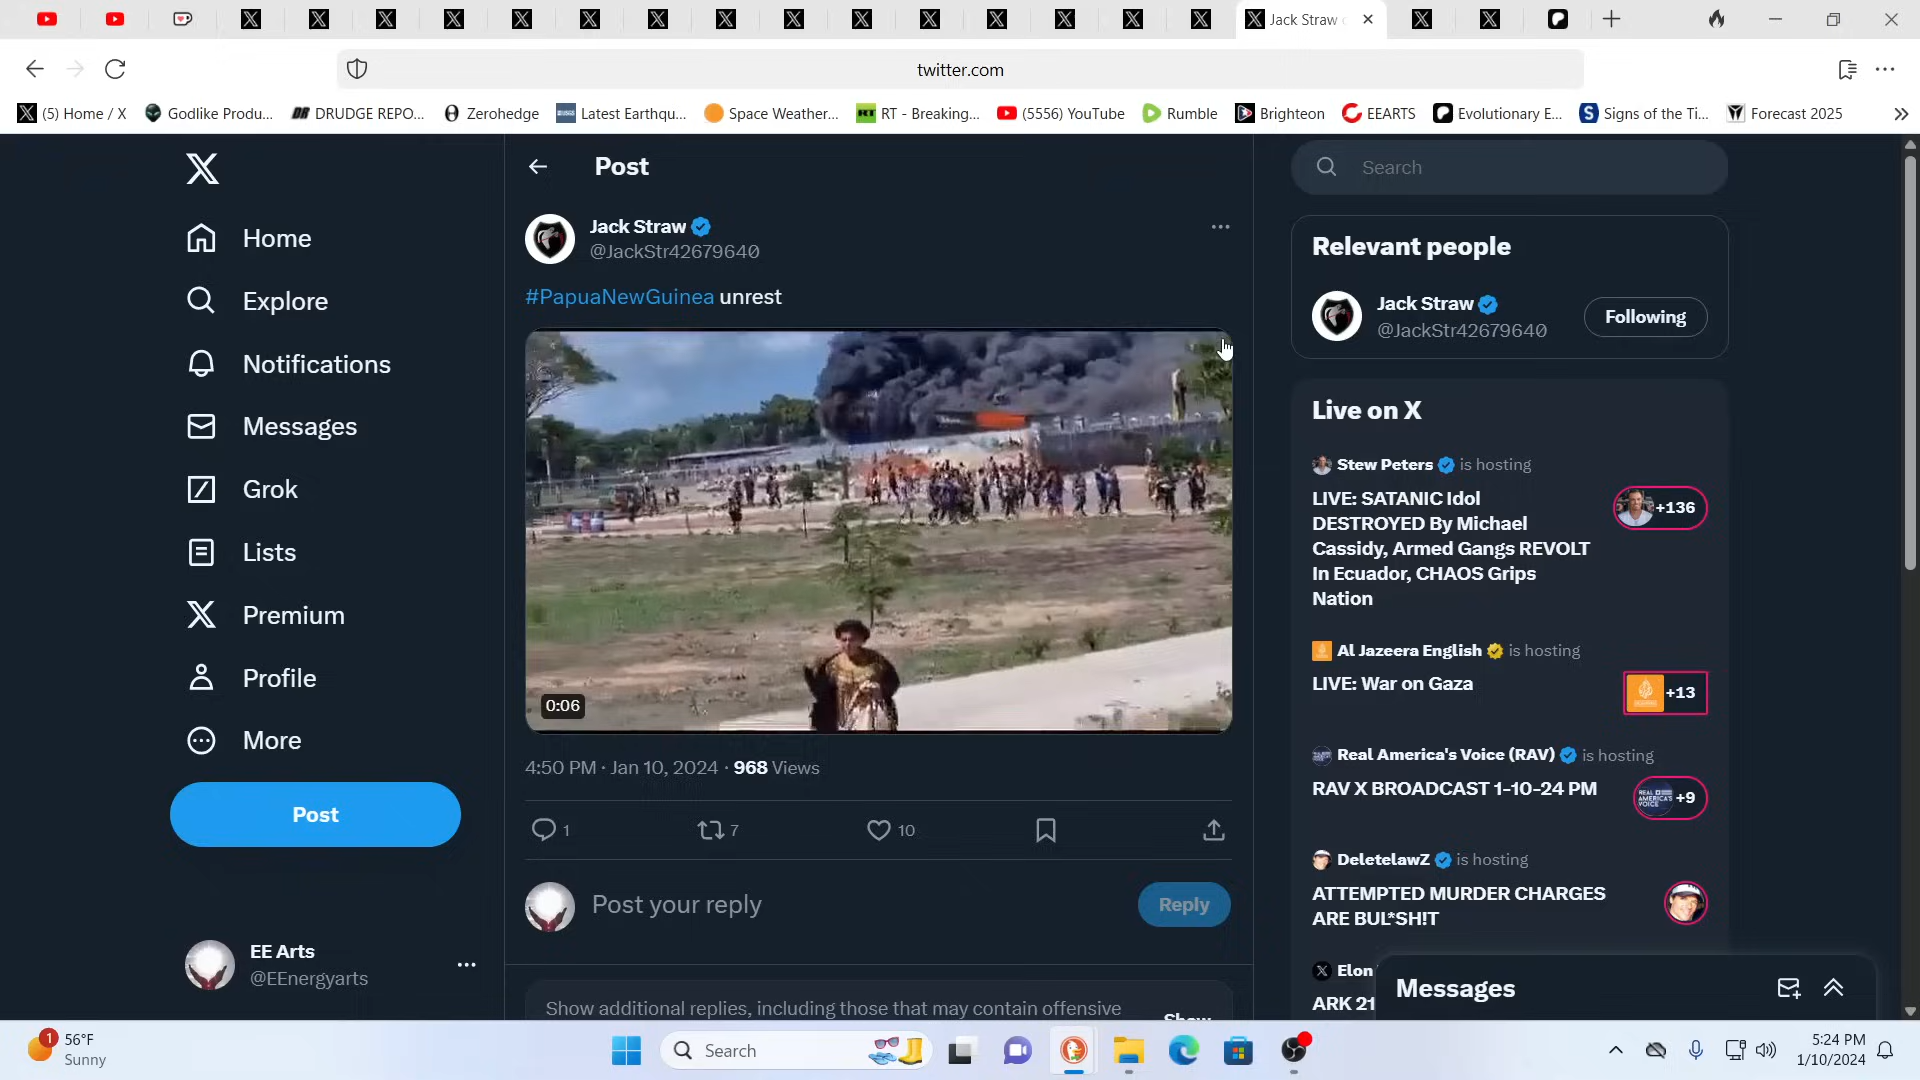 Jack Straw
twitter.com
(5) Home / X
Godlike Produ...
DRUDGE REPO...
Zerohedge
Latest Earthqu...
Space Weather...
RT - Breaking...
(5556) YouTube
Rumble
Brighteon
EEARTS
Evolutionary E...
Signs of the Ti...
Forecast 2025
Home
Explore
Notifications
Messages
Grok
Lists
Premium
Profile
More
Post
EE Arts
@EEnergyarts
Post
Jack Straw
@JackStr42679640
#PapuaNewGuinea unrest
0:06
4:50 PM · Jan 10, 2024 · 968 Views
1
7
10
Post your reply
Reply
Show additional replies, including those that may contain offensive
Show
Search
Relevant people
Jack Straw
@JackStr42679640
Following
Live on X
Stew Peters is hosting
LIVE: SATANIC Idol
DESTROYED By Michael
Cassidy, Armed Gangs REVOLT
In Ecuador, CHAOS Grips
Nation
+136
Al Jazeera English is hosting
LIVE: War on Gaza
+13
Real America's Voice (RAV) is hosting
RAV X BROADCAST 1-10-24 PM
+9
DeletelawZ is hosting
ATTEMPTED MURDER CHARGES
ARE BUL*SH!T
Elon
ARK 21
Messages
1
56°F
Sunny
Search
5:24 PM
1/10/2024